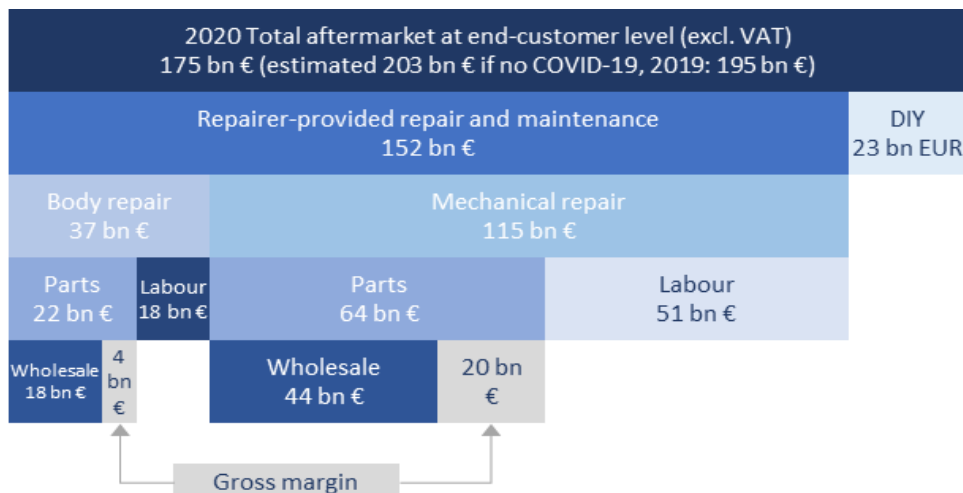 2020 Total aftermarket at end-customer level (excl. VAT)
175 bn € (estimated 203 bn € if no COVID-19, 2019: 195 bn €)
Repairer-provided repair and maintenance
152 bn €
DIY
23 bn EUR
Body repair
37 bn €
Mechanical repair
115 bn €
Parts
22 bn €
Labour
18 bn €
Parts
64 bn €
Labour
51 bn €
Wholesale
18 bn €
4
bn
€
Wholesale
44 bn €
20 bn
€
Gross margin